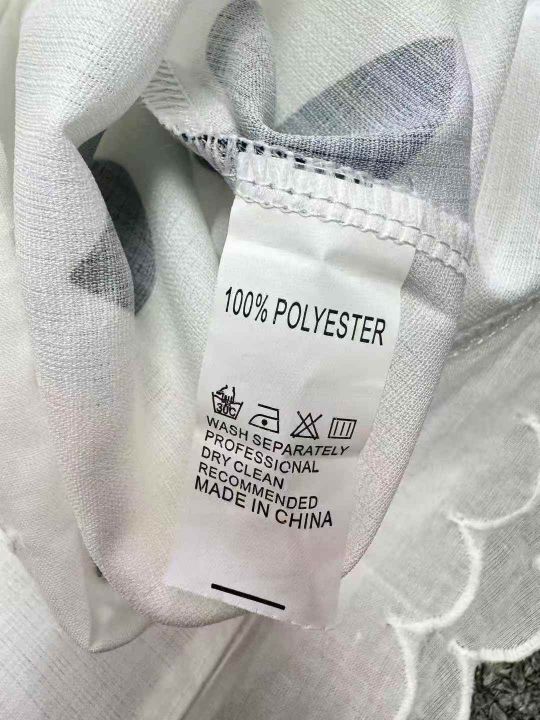 100% POLYESTER
30C
WASH SEPARATELY
PROFESSIONAL
DRY CLEAN
RECOMMENDED
MADE IN CHINA